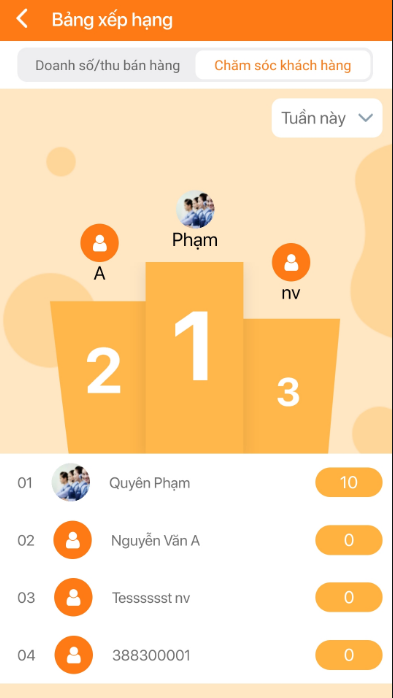 Bảng xếp hạng
Doanh số/thu bán hàng Chăm sóc khách hàng
Tuần này
Phạm
A
nv
1
2
3
01 Quyên Phạm 10
02 Nguyễn Văn A 0
03 Tesssssst nv 0
04 388300001 0